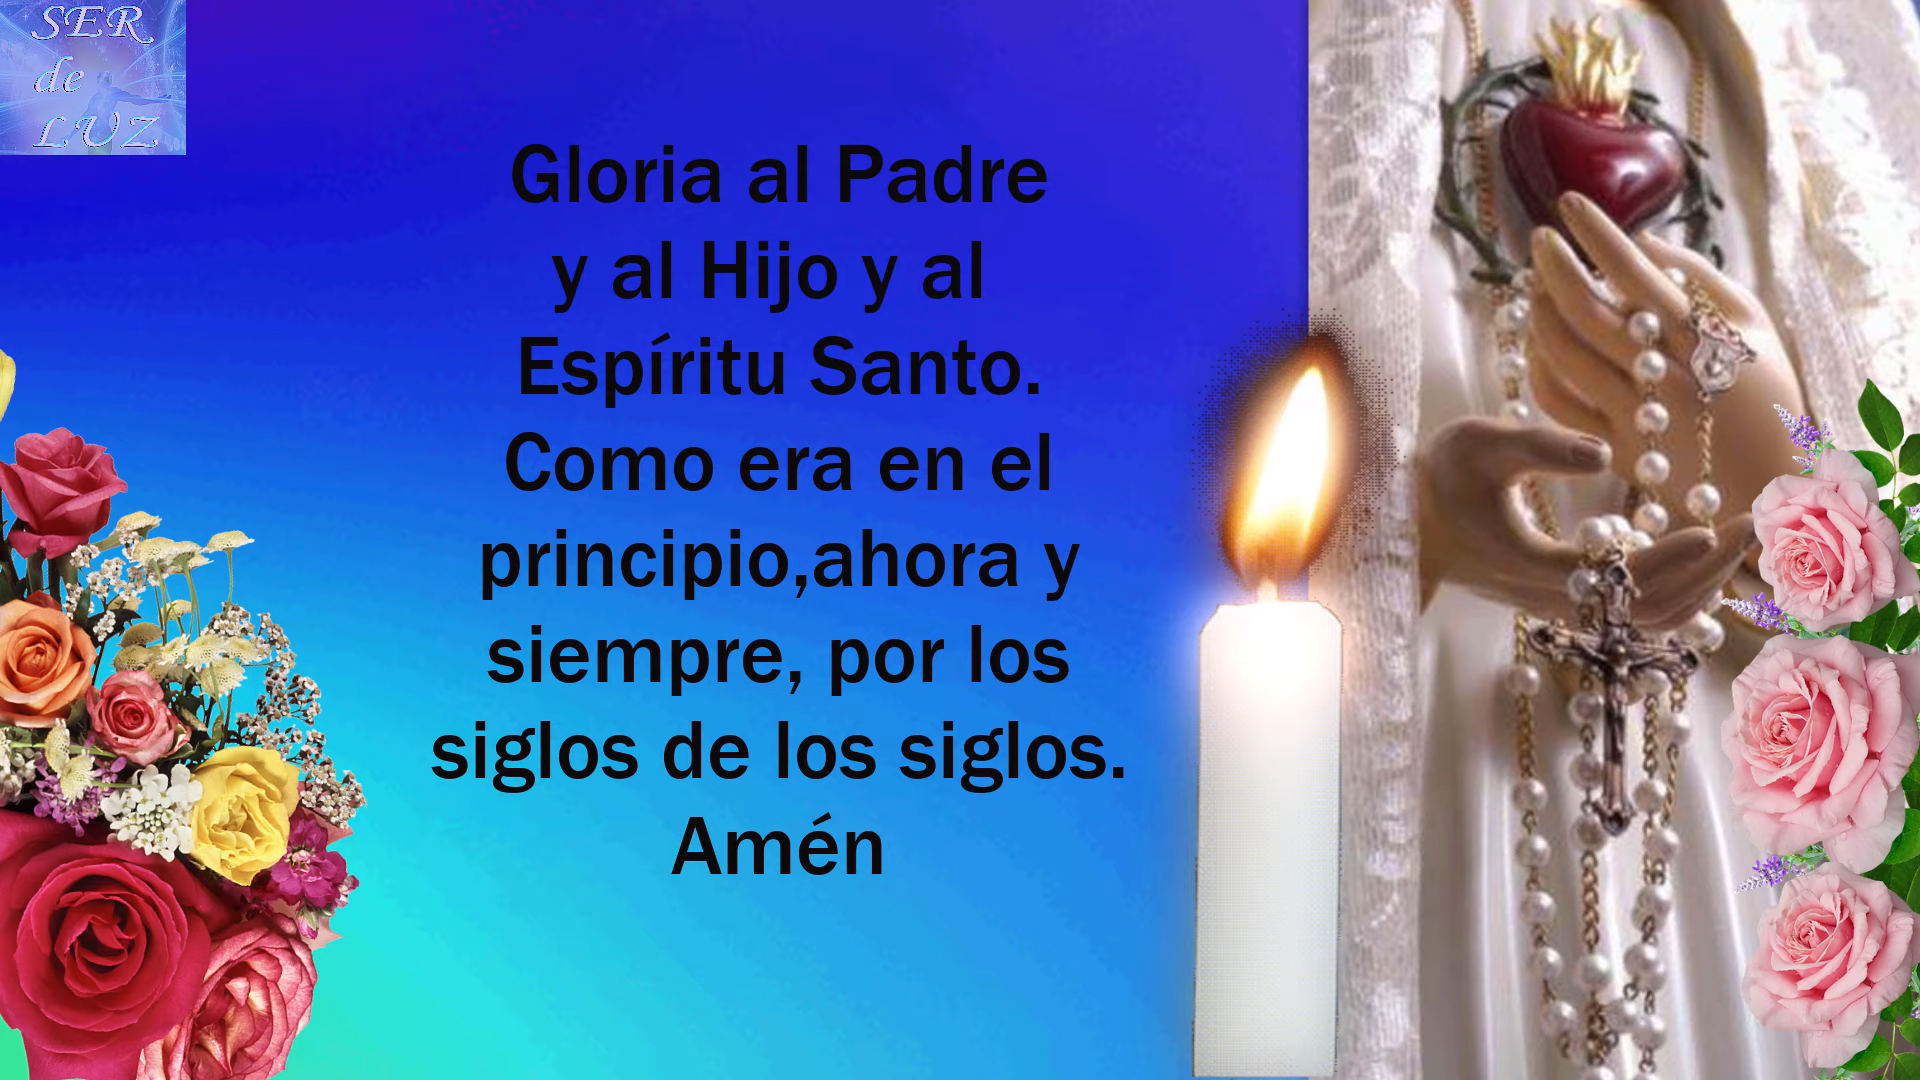 SER
de
LUZ
Gloria al Padre
y al Hijo y al
Espíritu Santo.
Como era en el
principio,ahora y
siempre, por los
siglos de los siglos.
Amén